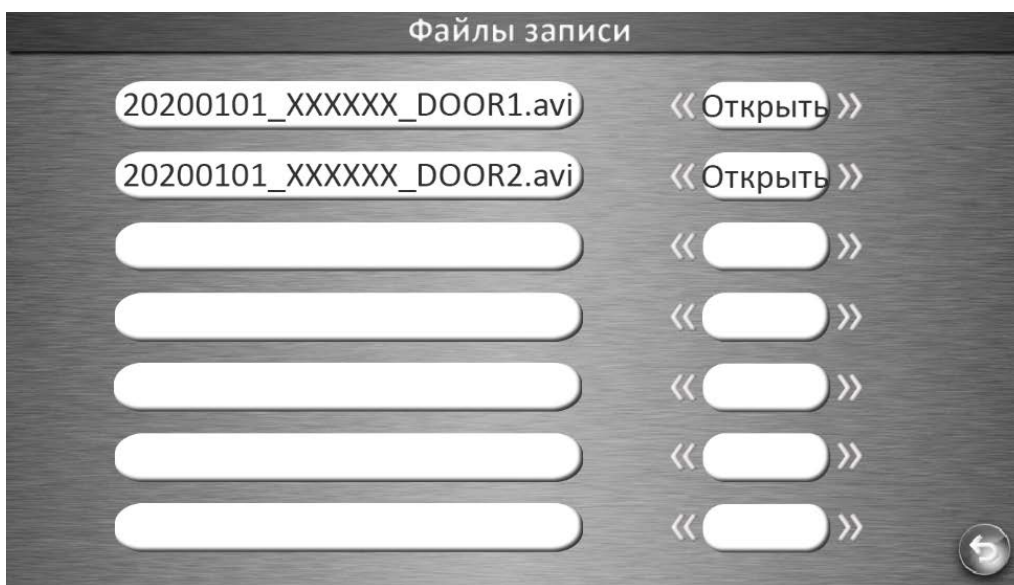 Файлы записи
20200101_XXXXXX_DOOR1.avi « Открыть »
20200101_XXXXXX_DOOR2.avi « Открыть »